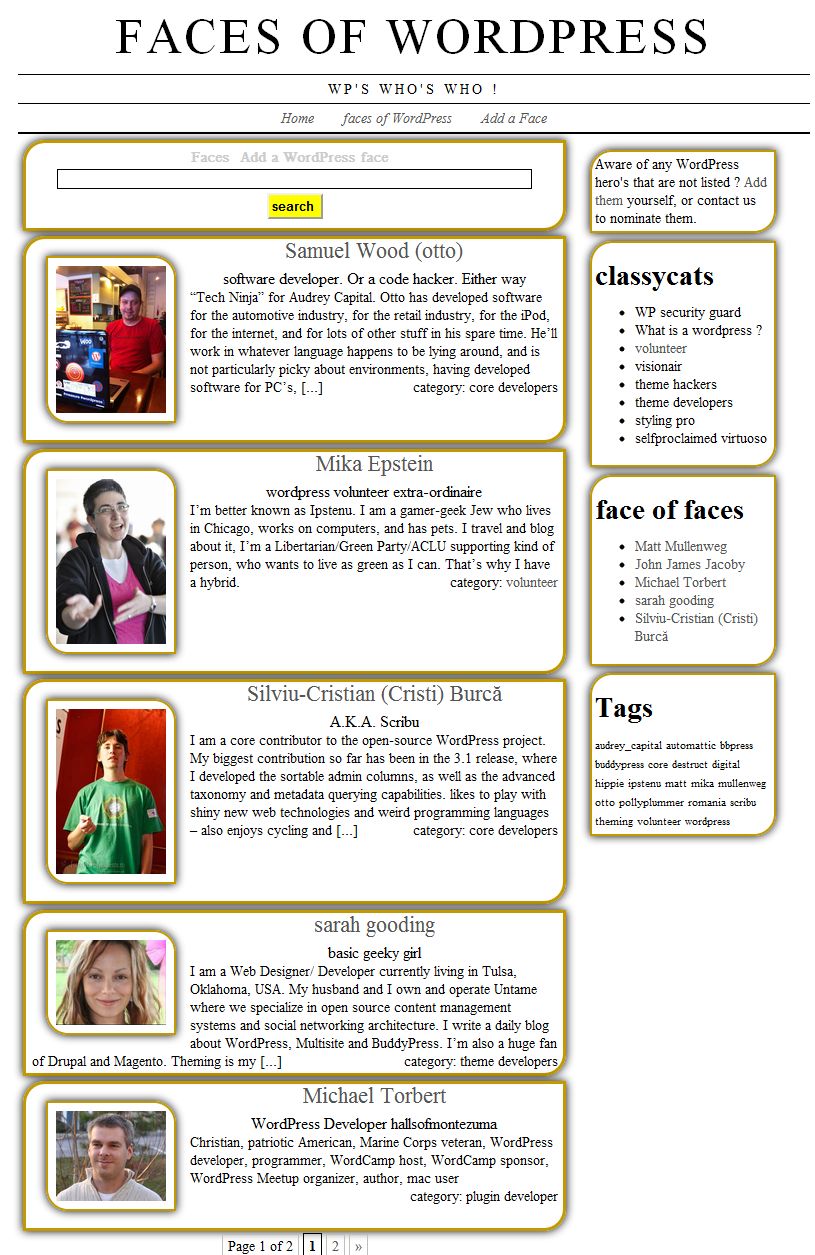 FACES OF WORDPRESS
WP'S WHO'S WHO !
Home faces of WordPress Add a Face
Faces Add a WordPress face
search
Samuel Wood (otto)
software developer. Or a code hacker. Either way
“Tech Ninja” for Audrey Capital. Otto has developed software
for the automotive industry, for the retail industry, for the iPod,
for the internet, and for lots of other stuff in his spare time. He’ll
work in whatever language happens to be lying around, and is
not particularly picky about environments, having developed
software for PC’s, [...] category: core developers
Mika Epstein
wordpress volunteer extra-ordinaire
I’m better known as Ipstenu. I am a gamer-geek Jew who lives
in Chicago, works on computers, and has pets. I travel and blog
about it, I’m a Libertarian/Green Party/ACLU supporting kind of
person, who wants to live as green as I can. That’s why I have
a hybrid. category: volunteer
Silviu-Cristian (Cristi) Burcă
A.K.A. Scribu
I am a core contributor to the open-source WordPress project.
My biggest contribution so far has been in the 3.1 release, where
I developed the sortable admin columns, as well as the advanced
taxonomy and metadata querying capabilities. likes to play with
shiny new web technologies and weird programming languages
– also enjoys cycling and [...] category: core developers
sarah gooding
basic geeky girl
I am a Web Designer/ Developer currently living in Tulsa,
Oklahoma, USA. My husband and I own and operate Untame
where we specialize in open source content management
systems and social networking architecture. I write a daily blog
about WordPress, Multisite and BuddyPress. I’m also a huge fan
of Drupal and Magento. Theming is my [...] category: theme developers
Michael Torbert
WordPress Developer hallsofmontezuma
Christian, patriotic American, Marine Corps veteran, WordPress
developer, programmer, WordCamp host, WordCamp sponsor,
WordPress Meetup organizer, author, mac user
category: plugin developer
Page 1 of 2 1 2 »
Aware of any WordPress
hero's that are not listed ? Add
them yourself, or contact us
to nominate them.
classycats
WP security guard
What is a wordpress ?
volunteer
visionair
theme hackers
theme developers
styling pro
selfproclaimed virtuoso
face of faces
Matt Mullenweg
John James Jacoby
Michael Torbert
sarah gooding
Silviu-Cristian (Cristi)
Burcă
Tags
audrey_capital automattic bbpress
buddypress core destruct digital
hippie ipstenu matt mika mullenweg
otto pollyplummer romania scribu
theming volunteer wordpress